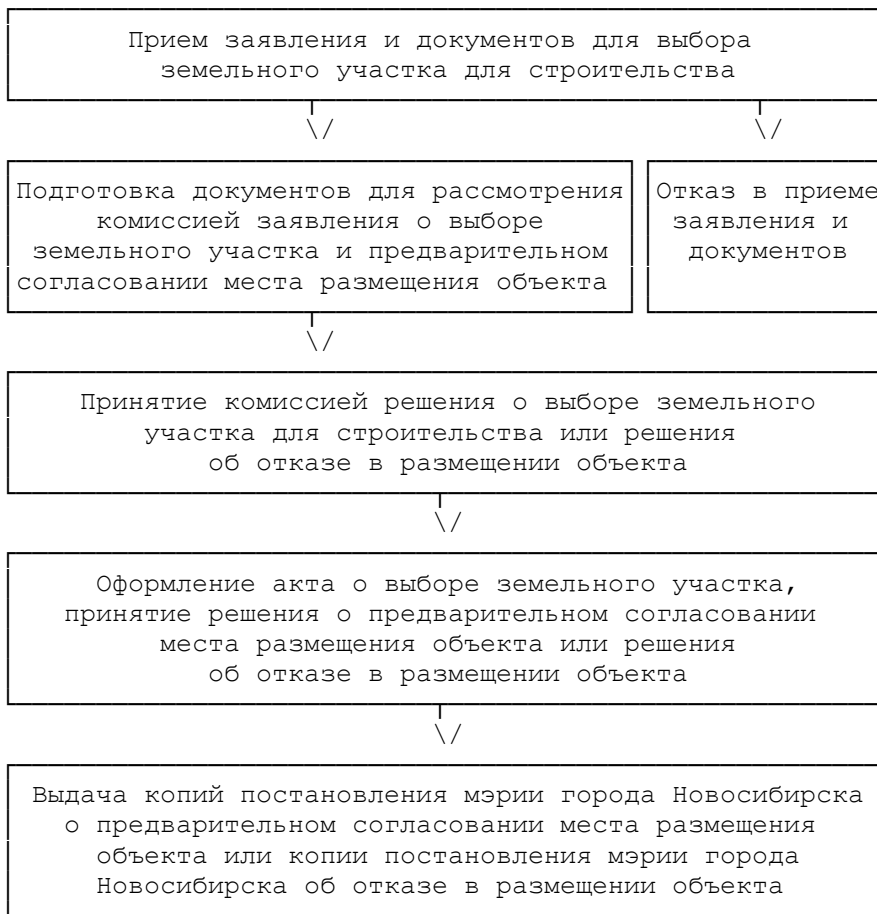 Прием заявления и документов для выбора
земельного участка для строительства
Подготовка документов для рассмотрения
комиссией заявления о выборе
земельного участка и предварительном
согласовании места размещения объекта
Отказ в приеме
заявления и
документов
Принятие комиссией решения о выборе земельного
участка для строительства или решения
об отказе в размещении объекта
Оформление акта о выборе земельного участка,
принятие решения о предварительном согласовании
места размещения объекта или решения
об отказе в размещении объекта
Выдача копий постановления мэрии города Новосибирска
о предварительном согласовании места размещения
объекта или копии постановления мэрии города
Новосибирска об отказе в размещении объекта